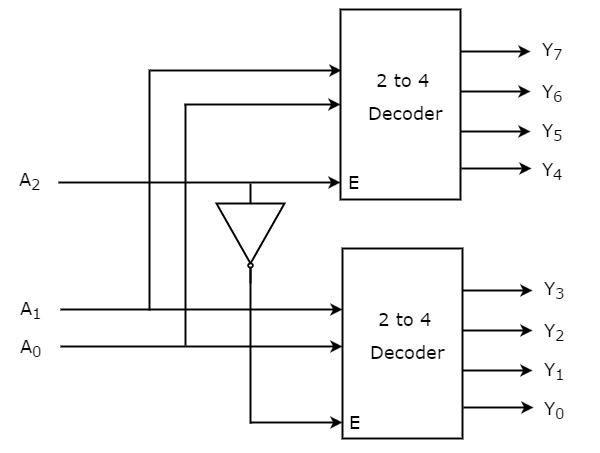 Y₇
2 to 4
Y₆
Decoder
Y₅
Y₄
A₂
E
Y₃
A₁
2 to 4
Y₂
A₀
Decoder
Y₁
Y₀
E